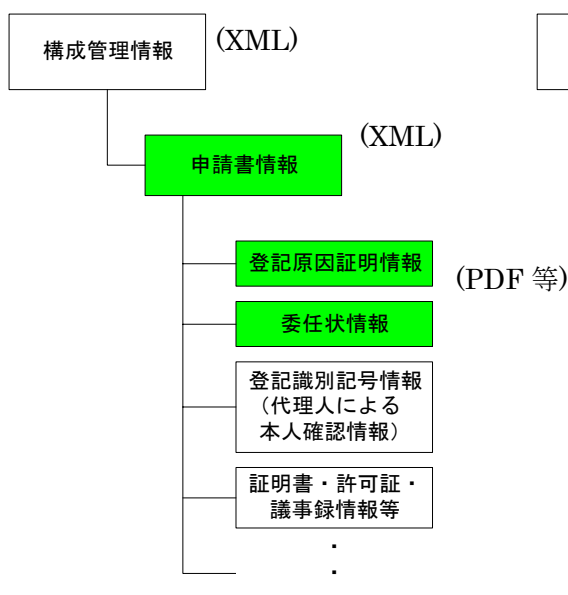 構成管理情報
(XML)
申請書情報
(XML)
登記原因証明情報
(PDF 等)
委任状情報
登記識別記号情報
(代理人による
本人確認情報)
証明書・許可証・
議事録情報等
・
・